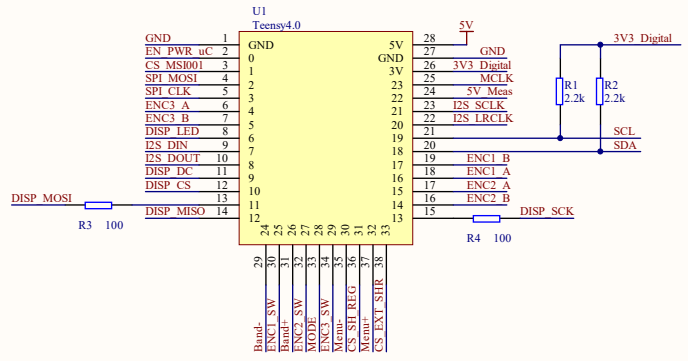 U1
Teensy4.0
GND 1 GND
EN_PWR_uC 2 0
CS_MSI001 3 1
SPI_MOSI 4 2
SPI_CLK 5 3
ENC3_A 6 4
ENC3_B 7 5
DISP_LED 8 6
I2S_DIN 9 7
I2S_DOUT 10 8
DISP_DC 11 9
DISP_CS 12 10
DISP_MOSI 13 11
R3 100
DISP_MISO 14 12
5V
5V 28
GND 27 GND
3V 26 3V3_Digital
23 25 MCLK
22 24 5V_Meas
21 23 I2S_SCLK
20 22 I2S_LRCLK
19 21 SCL
18 20 SDA
17 19 ENC1_B
16 18 ENC1_A
15 17 ENC2_A
14 16 ENC2_B
13 15 DISP_SCK
R4 100
3V3_Digital
R1
2.2k
R2
2.2k
24 29 Band-
25 30 ENC1_SW
26 31 Band+
27 32 ENC2_SW
28 33 MODE
29 34 ENC3_SW
30 35 Menu-
31 36 CS_SH_REG
32 37 Menu+
33 38 CS_EXT_SHR